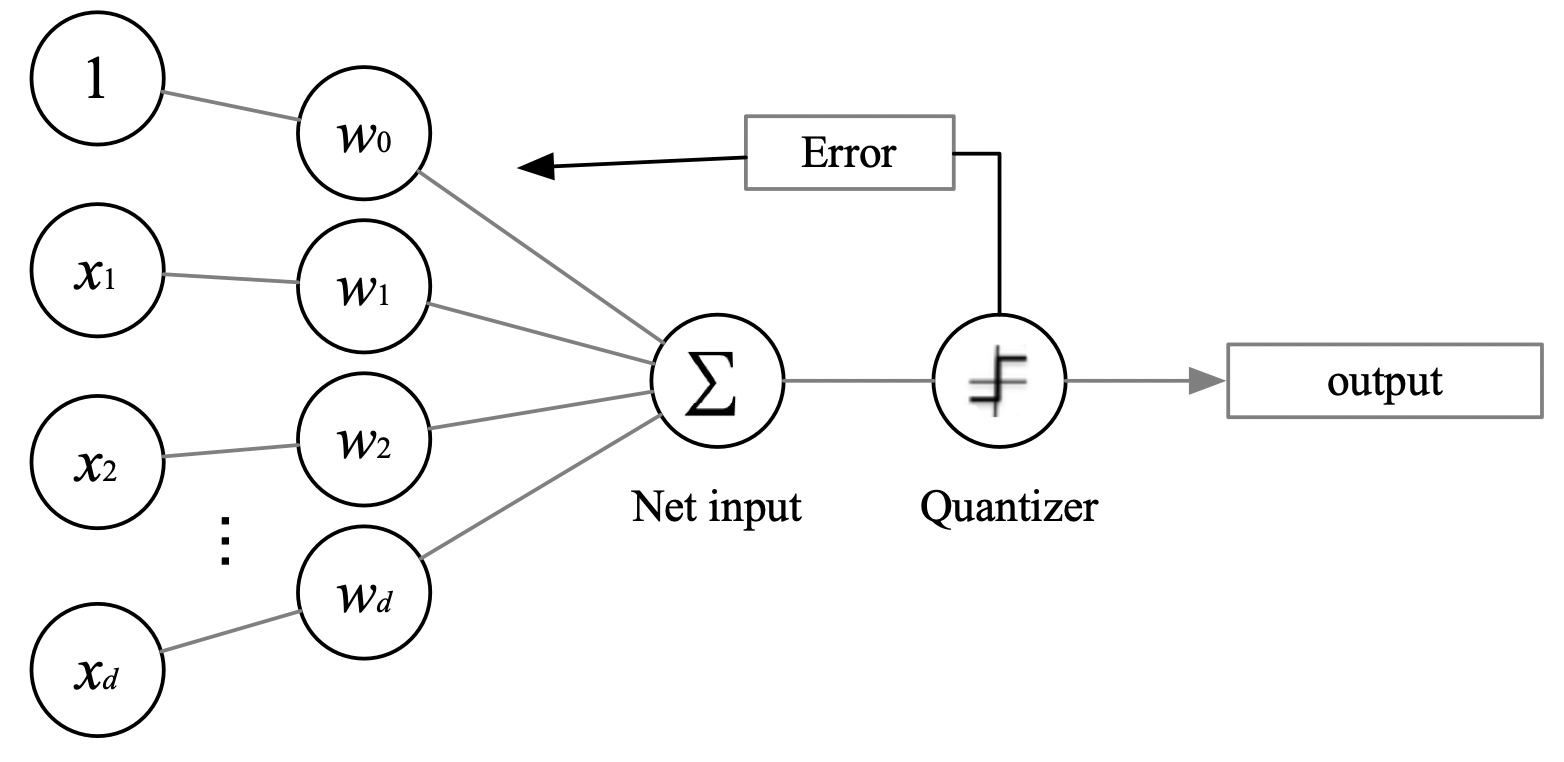 1
w0
Error
x1
w1
Σ
output
x2
w2
Net input
Quantizer
⋮
wd
xd